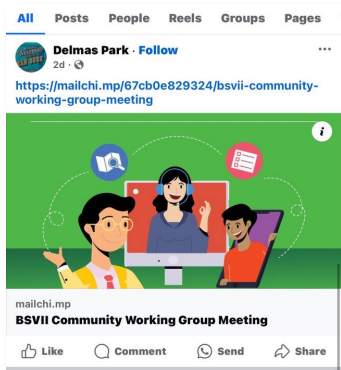 All Posts People Reels Groups Pages
Delmas Park · Follow
2d ·
https://mailchi.mp/67cb0e829324/bsvii-community-
working-group-meeting
i
mailchi.mp
BSVII Community Working Group Meeting
Like Comment Send Share